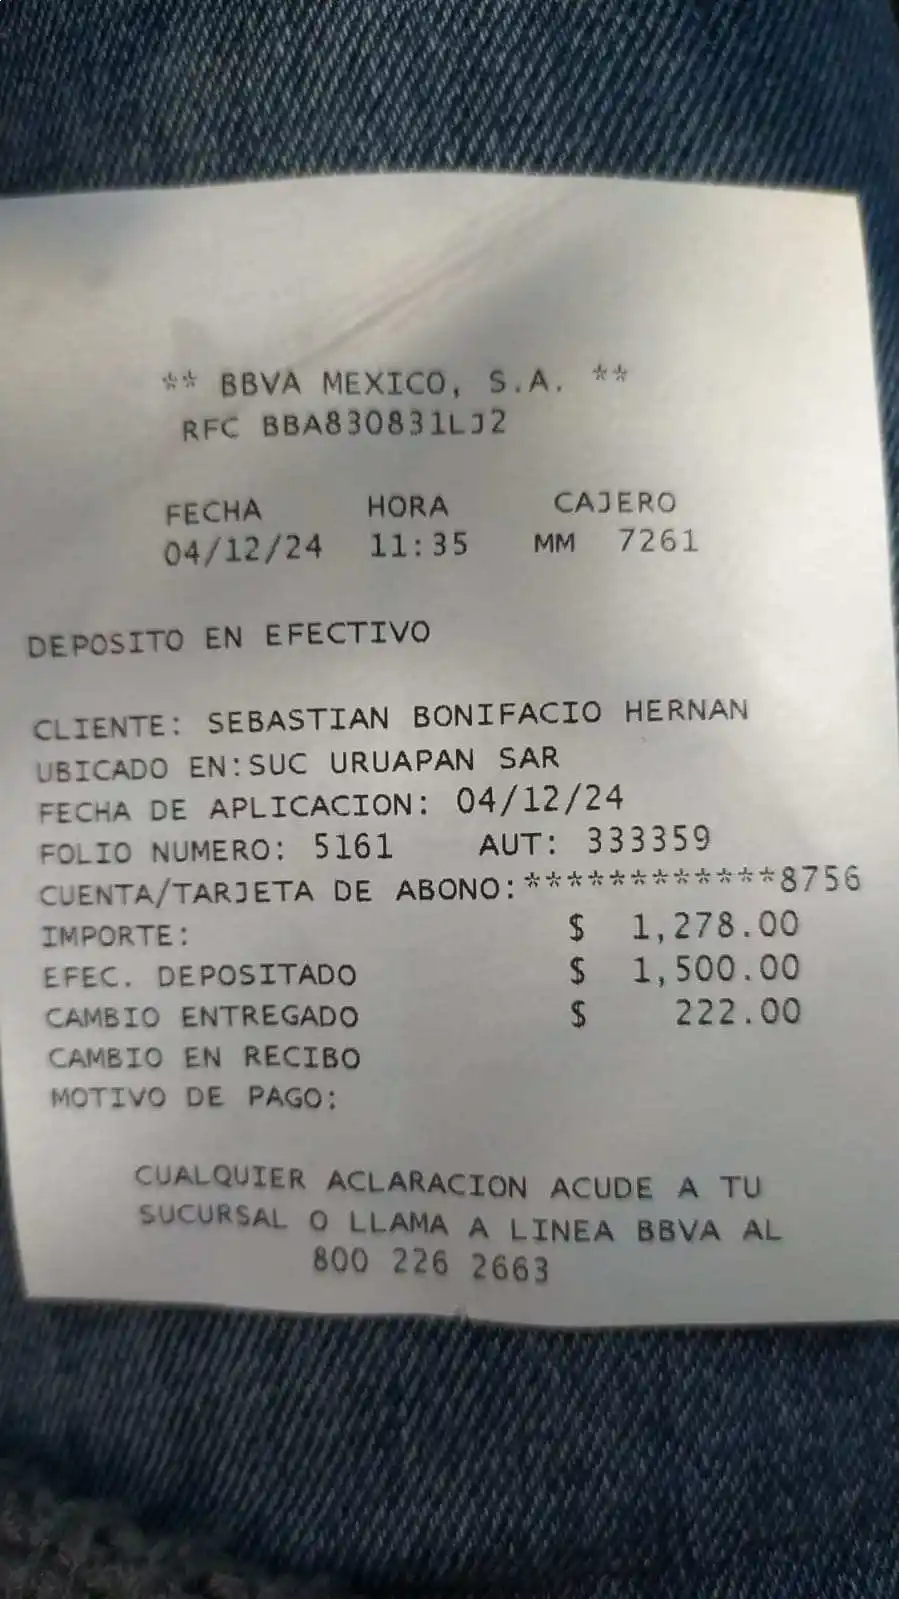 ** BBVA MEXICO, S.A. **
RFC BBA830831LJ2
FECHA HORA CAJERO
04/12/24 11:35 MM 7261
DEPOSITO EN EFECTIVO
CLIENTE: SEBASTIAN BONIFACIO HERNAN
UBICADO EN:SUC URUAPAN SAR
FECHA DE APLICACION: 04/12/24
FOLIO NUMERO: 5161 AUT: 333359
CUENTA/TARJETA DE ABONO:************8756
IMPORTE: $ 1,278.00
EFEC. DEPOSITADO $ 1,500.00
CAMBIO ENTREGADO $ 222.00
CAMBIO EN RECIBO
MOTIVO DE PAGO:
CUALQUIER ACLARACION ACUDE A TU
SUCURSAL O LLAMA A LINEA BBVA AL
800 226 2663